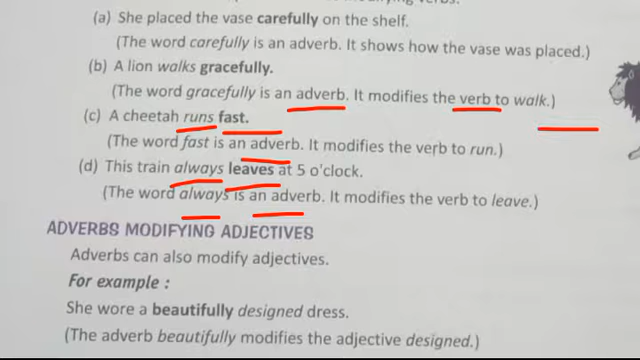 (a) She placed the vase carefully on the shelf.
(The word carefully is an adverb. It shows how the vase was placed.)
(b) A lion walks gracefully.
(The word gracefully is an adverb. It modifies the verb to walk.)
(c) A cheetah runs fast.
(The word fast is an adverb. It modifies the verb to run.)
(d) This train always leaves at 5 o'clock.
(The word always is an adverb. It modifies the verb to leave.)
ADVERBS MODIFYING ADJECTIVES
Adverbs can also modify adjectives.
For example :
She wore a beautifully designed dress.
(The adverb beautifully modifies the adjective designed.)